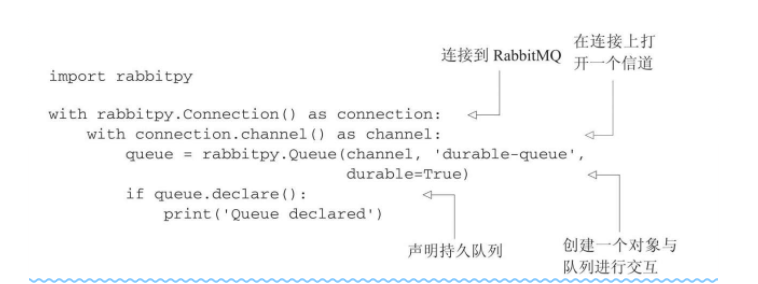 连接到 RabbitMQ
在连接上打
开一个信道
import rabbitpy
with rabbitpy.Connection() as connection:
    with connection.channel() as channel:
        queue = rabbitpy.Queue(channel, 'durable-queue',
                               durable=True)
        if queue.declare():
            print('Queue declared')
声明持久队列
创建一个对象与
队列进行交互